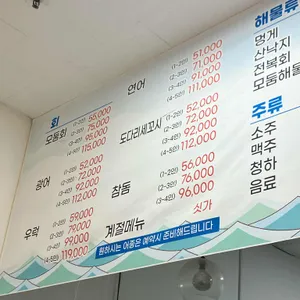 회
모듬회 (1-2인) 55,000
(2-3인) 75,000
(3-4인) 95,000
(4-5인) 115,000
광어 (1-2인) 52,000
(2-3인) 72,000
(3-4인) 92,000
(4-5인) 112,000
우럭 (1-2인) 59,000
(2-3인) 79,000
(3-4인) 99,000
(4-5인) 119,000
연어 (1-2인) 51,000
(2-3인) 71,000
(3-4인) 91,000
(4-5인) 111,000
도다리세꼬시 (1-2인) 52,000
(2-3인) 72,000
(3-4인) 92,000
(4-5인) 112,000
참돔 (1-2인) 56,000
(2-3인) 76,000
(3-4인) 96,000
계절메뉴 싯가
원하시는 어종은 예약시 준비해드립니다
해물류
멍게
산낙지
전복회
모둠해물
주류
소주
맥주
청하
음료